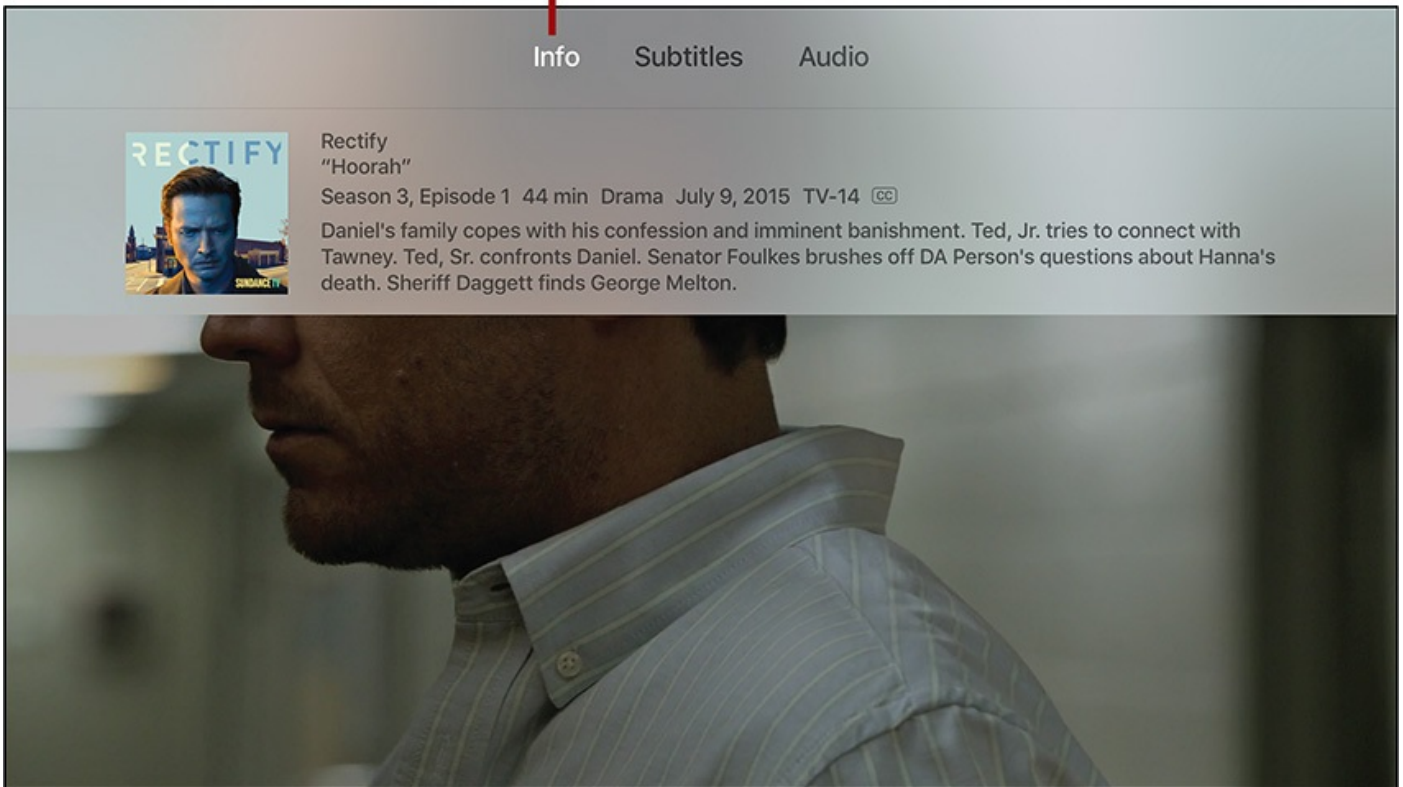 Info Subtitles Audio
RECTIFY
SUNDANCE TV
Rectify
“Hoorah”
Season 3, Episode 1 44 min Drama July 9, 2015 TV-14 CC
Daniel's family copes with his confession and imminent banishment. Ted, Jr. tries to connect with
Tawney. Ted, Sr. confronts Daniel. Senator Foulkes brushes off DA Person's questions about Hanna's
death. Sheriff Daggett finds George Melton.